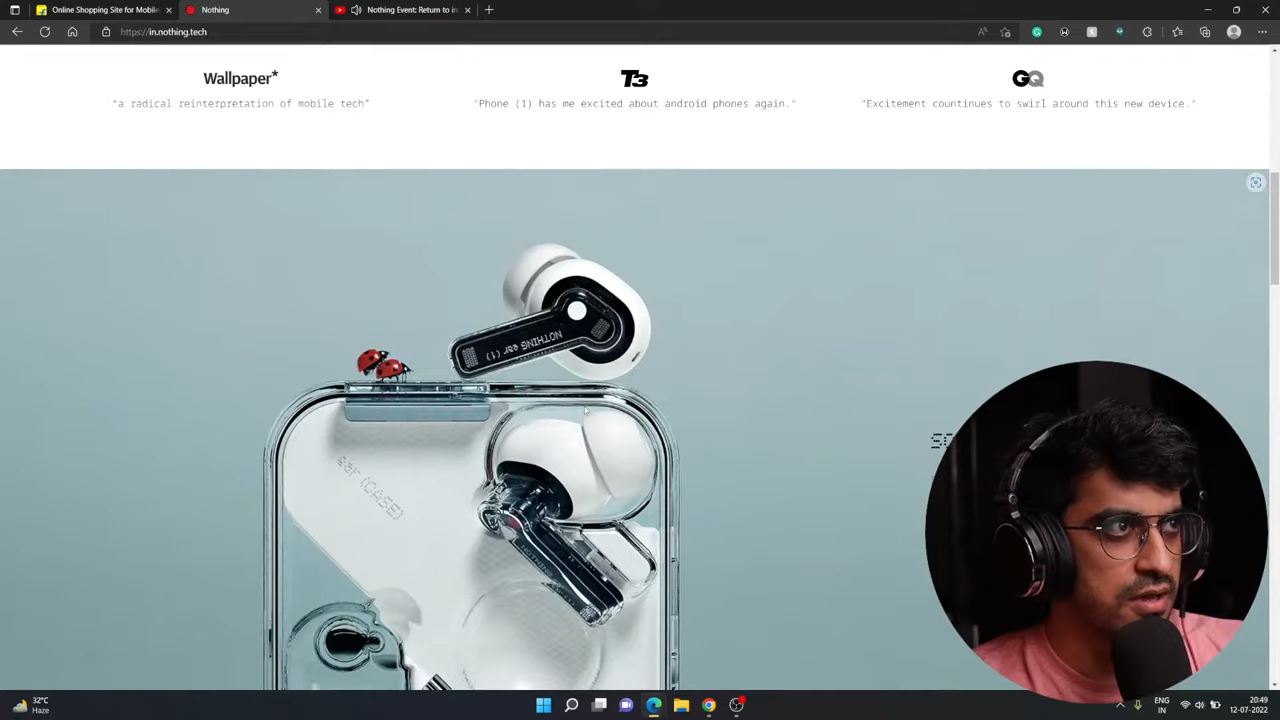 Online Shopping Site for Mobile
Nothing
Nothing Event: Return to in
https://in.nothing.tech
Wallpaper*
T3
GQ
"a radical reinterpretation of mobile tech"
"Phone (1) has me excited about android phones again."
"Excitement countinues to swirl around this new device."
NOTHING ear (1)
ear (CASE)
SO
32°C
Haze
ENG
IN
20:49
12-07-2022